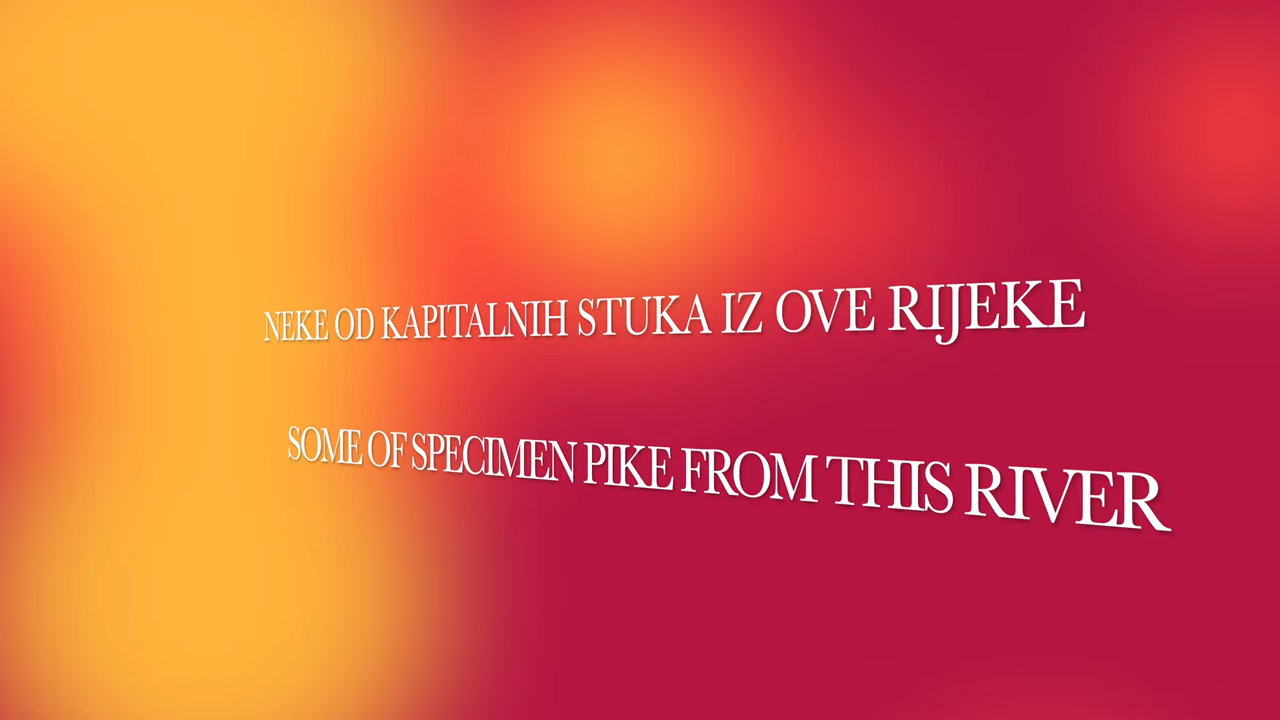 NEKE OD KAPITALNIH STUKA IZ OVE RIJEKE
SOME OF SPECIMEN PIKE FROM THIS RIVER